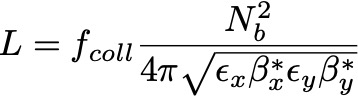 $L = f_{coll} \frac{N_b^2}{4\pi\sqrt{\epsilon_x \beta_x^* \epsilon_y \beta_y^*}}$